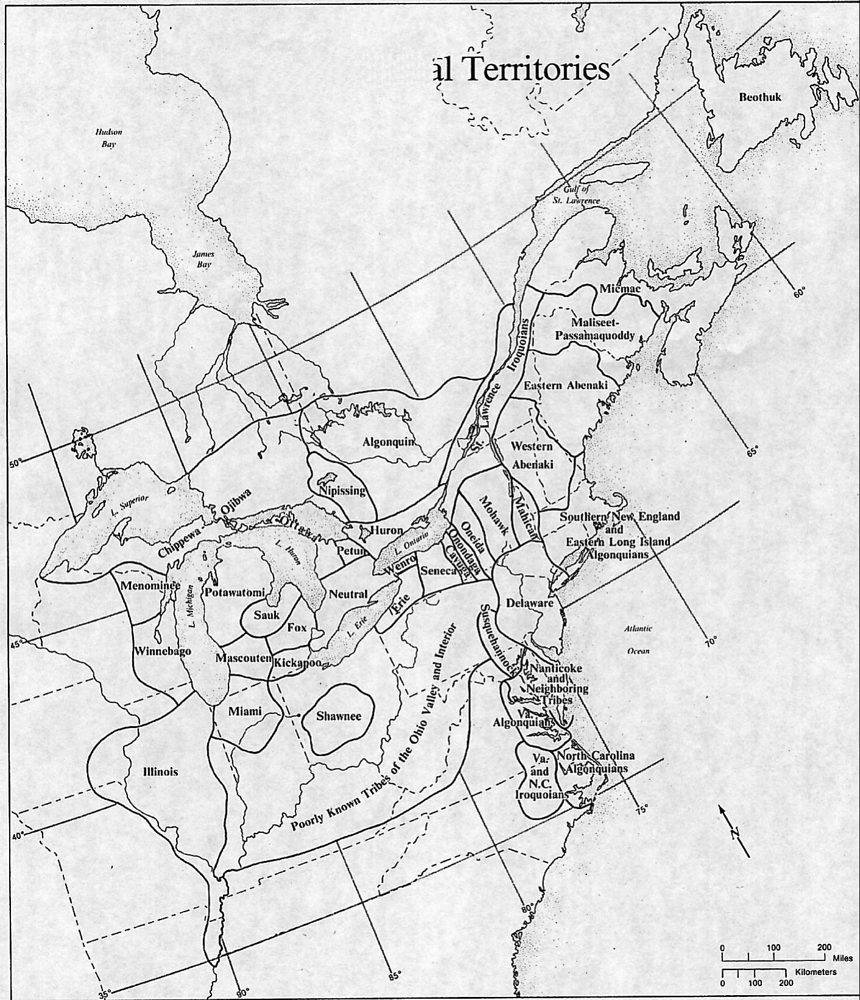 al Territories
Beothuk
Hudson
Bay
Gulf of
St. Lawrence
James
Bay
Micmac
60°
Maliseet-
Passamaquoddy
Iroquoians
Eastern Abenaki
Lawrence
St.
Algonquin
Western
Abenaki
65°
50°
Nipissing
L. Superior
Ojibwa
Chippewa
Ottawa
Mohawk
Mahican
Southern New England
and
Eastern Long Island
Algonquians
Huron
L. Ontario
Oneida
Onondaga
Cayuga
Petun
L. Huron
Wenro
Seneca
Menominee
Potawatomi
Neutral
Erie
Delaware
L. Michigan
Sauk
Fox
L. Erie
Susquehannock
Atlantic
Ocean
70°
45°
Winnebago
Mascouten
Kickapoo
Nanticoke
and
Neighboring
Tribes
Miami
Shawnee
Va.
Algonquians
Poorly Known Tribes of the Ohio Valley and Interior
Illinois
Va.
and
N.C.
Iroquoians
North Carolina
Algonquians
75°
40°
N
80°
0 100 200
Miles
Kilometers
0 100 200
85°
90°
35°